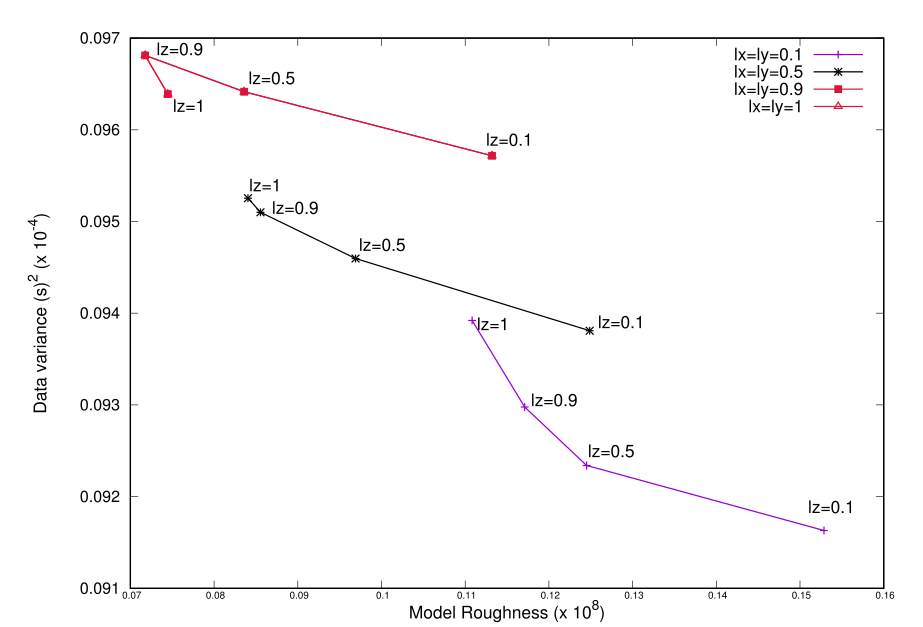 0.097
0.096
0.095
0.094
0.093
0.092
0.091
0.07 0.08 0.09 0.1 0.11 0.12 0.13 0.14 0.15 0.16
Data variance (s)² (x 10⁻⁴)
Model Roughness (x 10⁸)
lx=ly=0.1
lx=ly=0.5
lx=ly=0.9
lx=ly=1
lz=0.9
lz=0.5
lz=1
lz=0.1
lz=1
lz=0.9
lz=0.5
lz=0.1
lz=1
lz=0.9
lz=0.5
lz=0.1